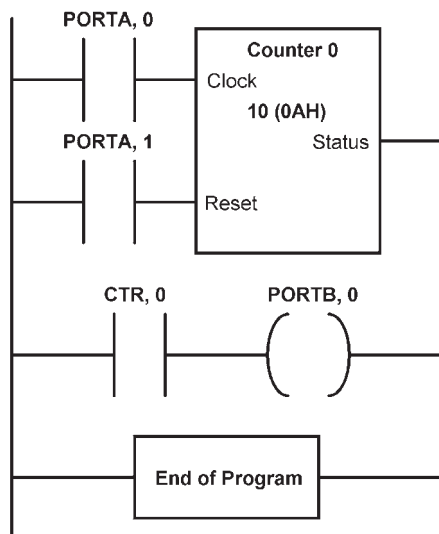 PORTA, 0
Counter 0
Clock
10 (0AH)
PORTA, 1
Status
Reset
CTR, 0
PORTB, 0
End of Program